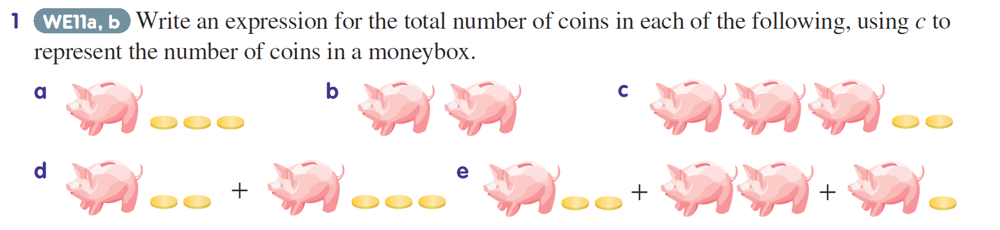 1 WE11a, b Write an expression for the total number of coins in each of the following, using c to
represent the number of coins in a moneybox.
a b c
d + e + +